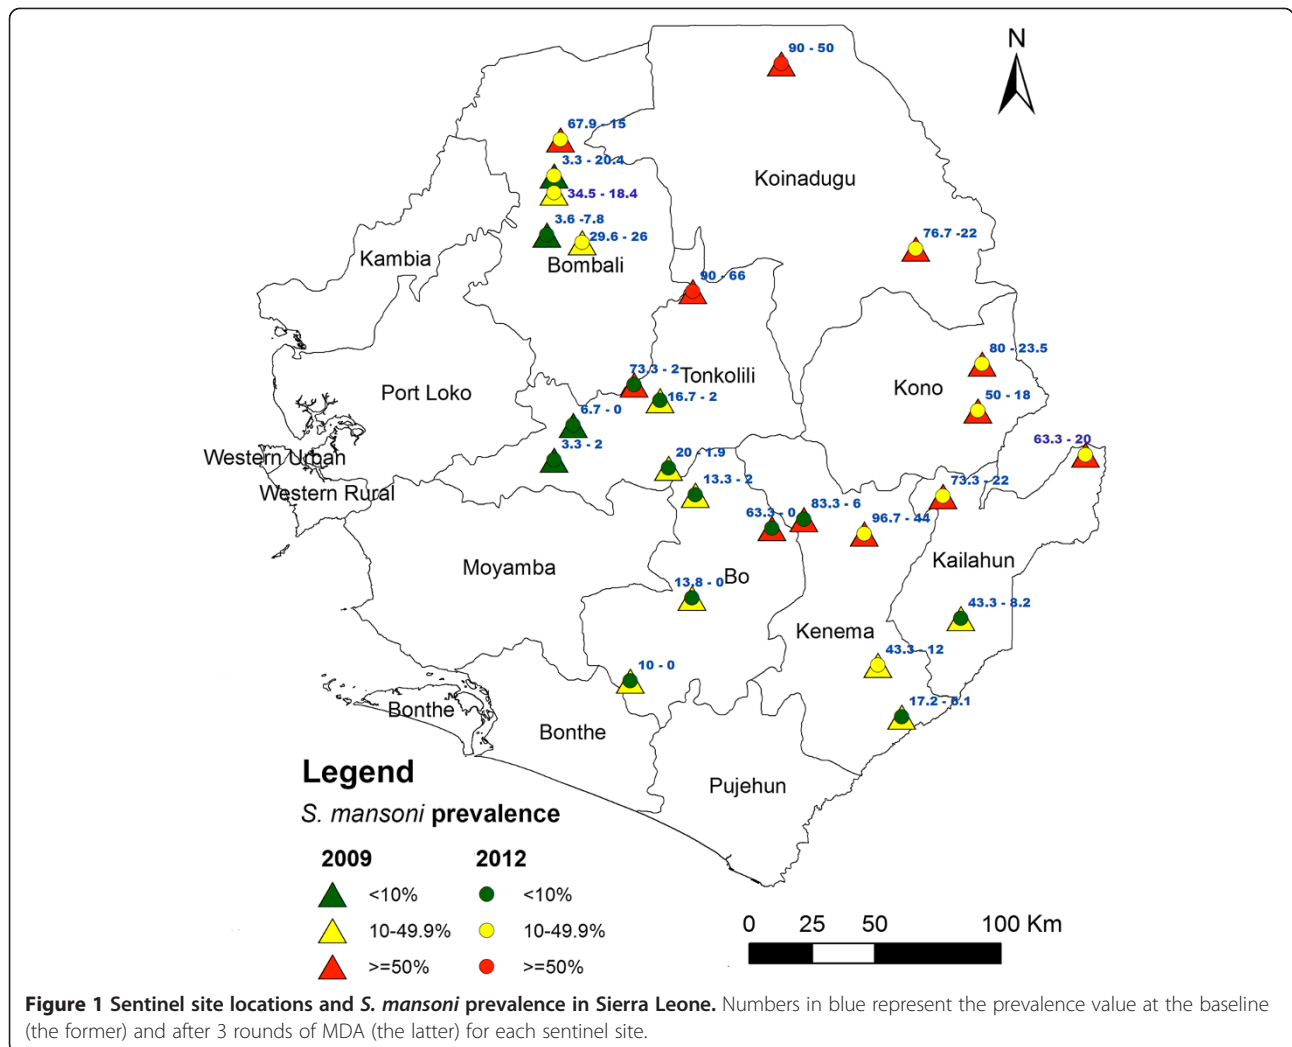 N
90 - 50
67.9 - 15
3.3 - 20.4
Koinadugu
34.5 - 18.4
3.6 -7.8
29.6 - 26
76.7 -22
Kambia
Bombali
90 - 66
80 - 23.5
73.3 - 2
Tonkolili
Kono
Port Loko
16.7 - 2
50 - 18
6.7 - 0
3.3 - 2
63.3 - 20
Western Urban
20 - 1.9
73.3 - 22
Western Rural
13.3 - 2
83.3 - 6
63.3 - 0
96.7 - 44
Kailahun
Moyamba
Bo
13.8 - 0
43.3 - 8.2
Kenema
43.3 - 12
10 - 0
17.2 - 6.1
Bonthe
Bonthe
Pujehun
Legend
S. mansoni prevalence
2009 2012
<10% <10%
10-49.9% 10-49.9%
>=50% >=50%
0 25 50 100 Km
Figure 1 Sentinel site locations and S. mansoni prevalence in Sierra Leone. Numbers in blue represent the prevalence value at the baseline
(the former) and after 3 rounds of MDA (the latter) for each sentinel site.